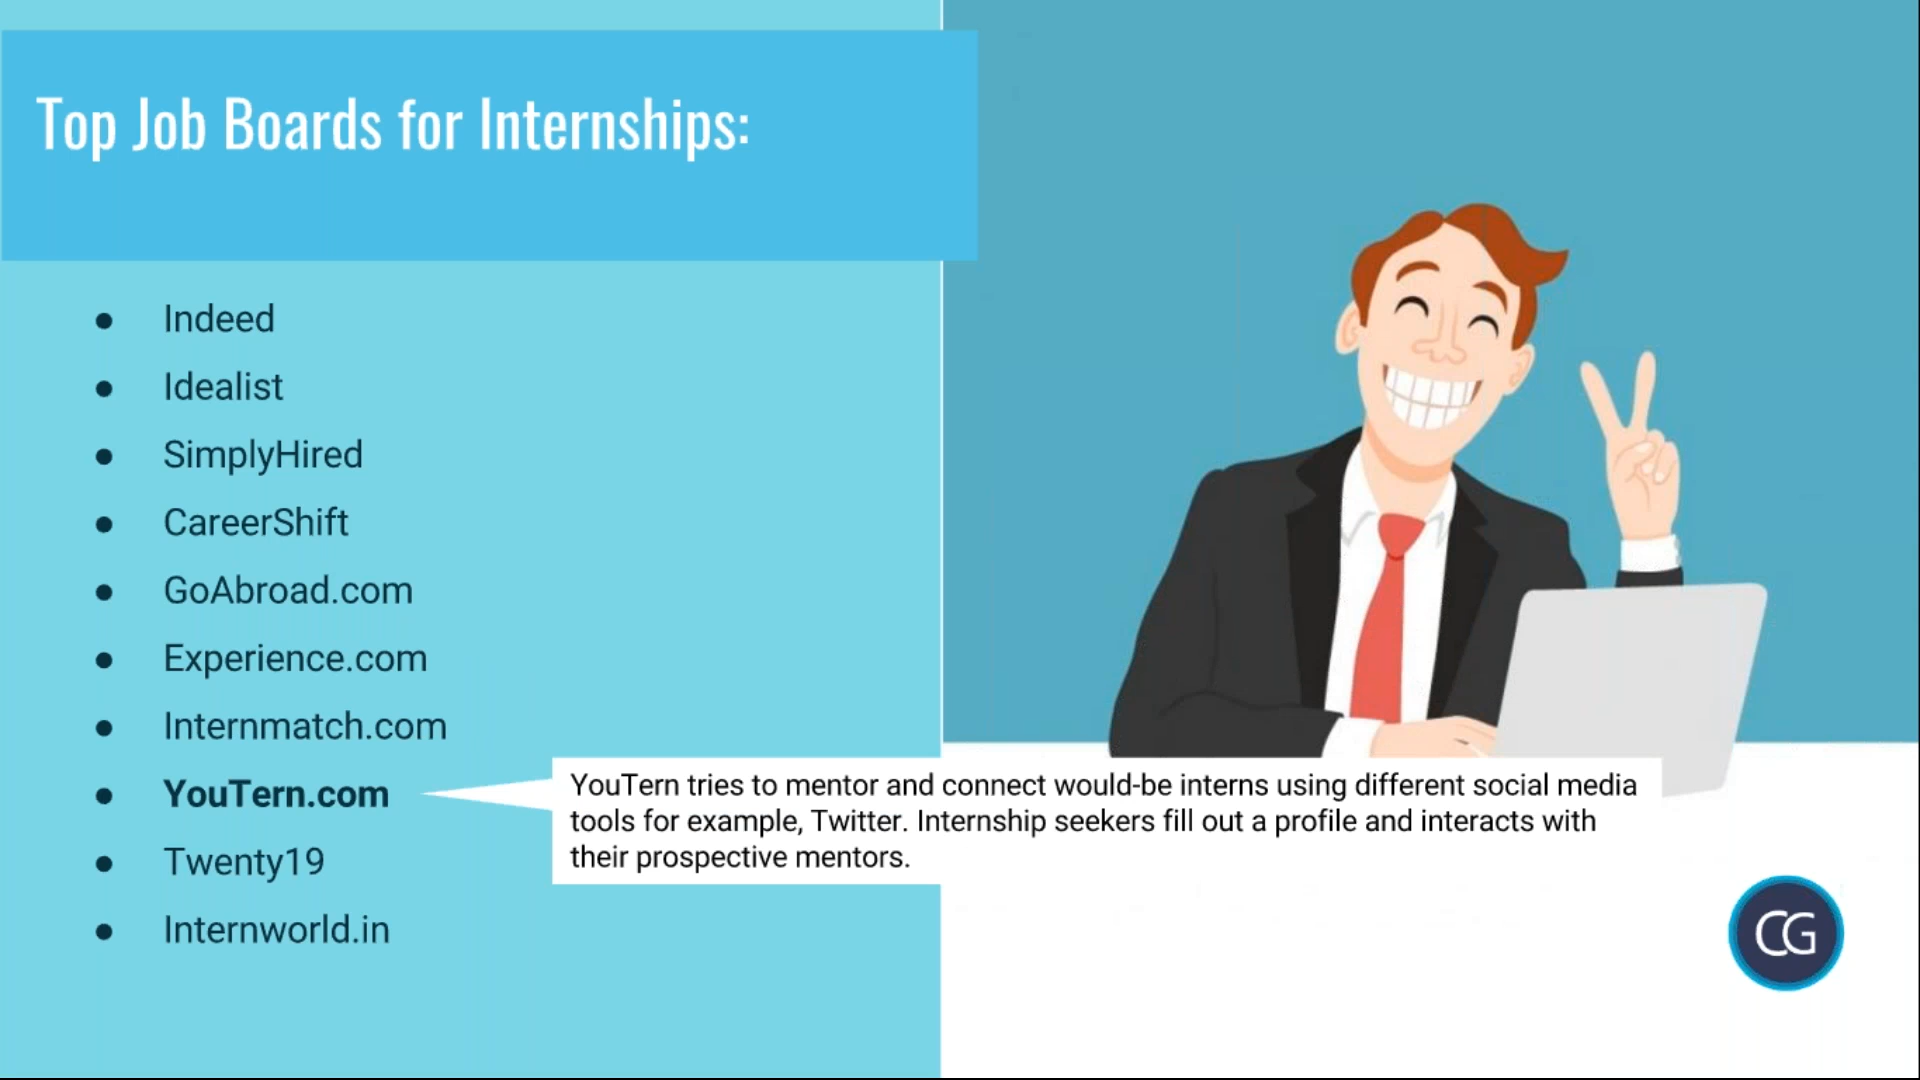 Top Job Boards for Internships:
● Indeed
● Idealist
● SimplyHired
● CareerShift
● GoAbroad.com
● Experience.com
● Internmatch.com
● YouTern.com
YouTern tries to mentor and connect would-be interns using different social media
tools for example, Twitter. Internship seekers fill out a profile and interacts with
their prospective mentors.
● Twenty19
● Internworld.in
CG